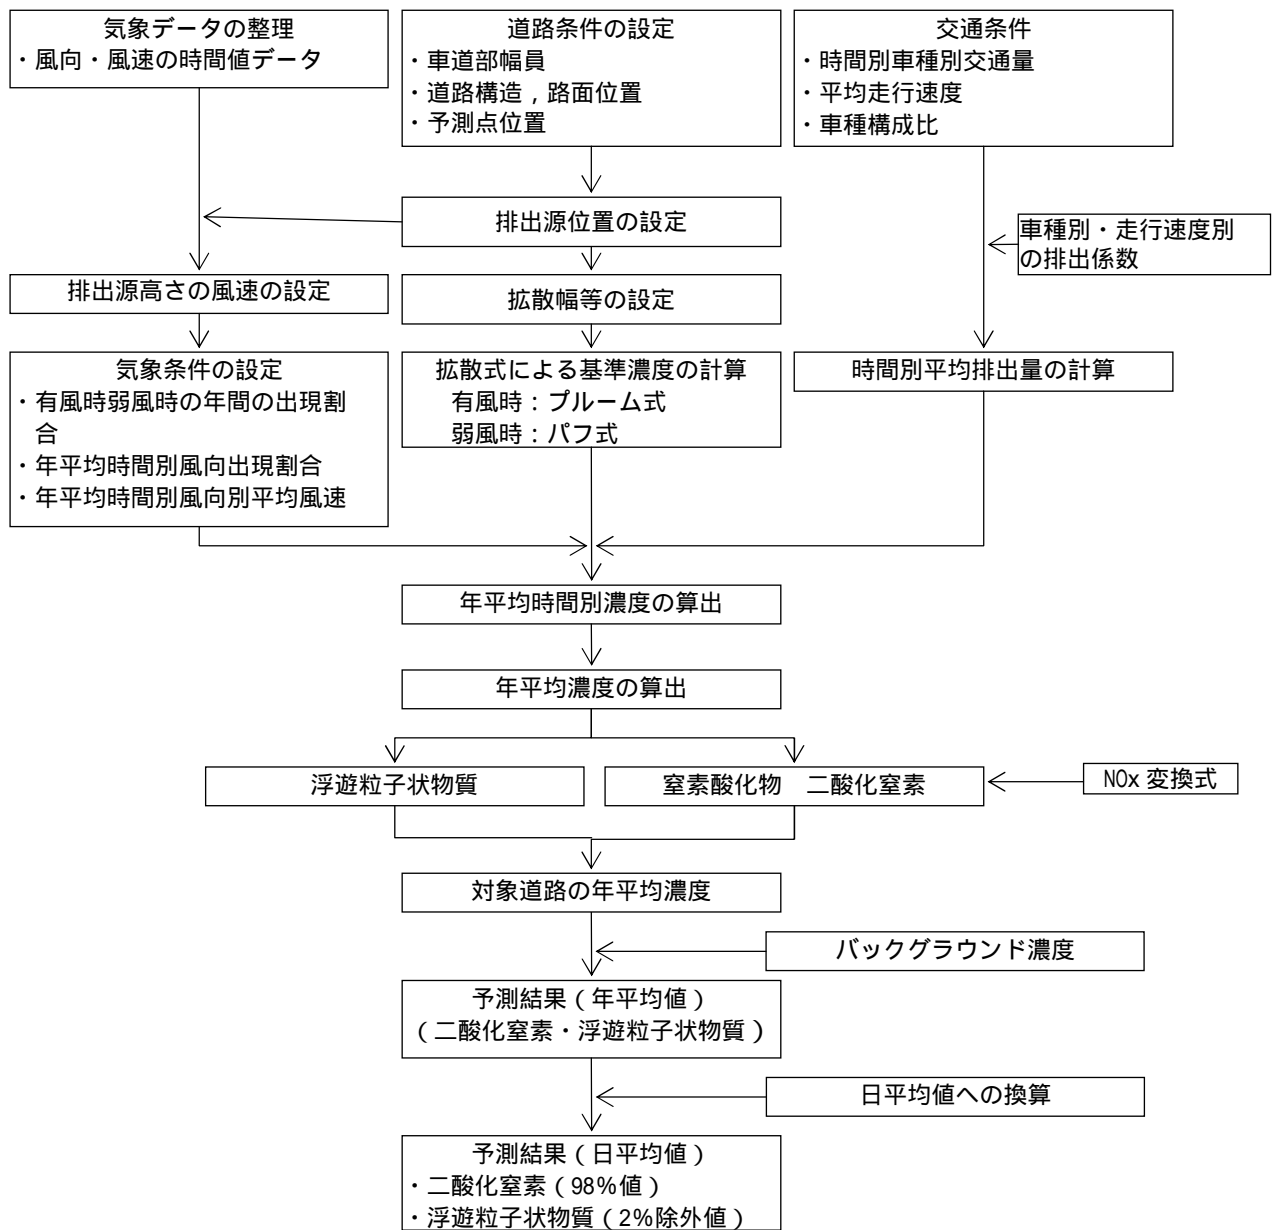 気象データの整理
・風向・風速の時間値データ
道路条件の設定
・車道部幅員
・道路構造，路面位置
・予測点位置
交通条件
・時間別車種別交通量
・平均走行速度
・車種構成比
排出源位置の設定
車種別・走行速度別
の排出係数
排出源高さの風速の設定
拡散幅等の設定
気象条件の設定
・有風時弱風時の年間の出現割
合
・年平均時間別風向出現割合
・年平均時間別風向別平均風速
拡散式による基準濃度の計算
有風時：プルーム式
弱風時：パフ式
時間別平均排出量の計算
年平均時間別濃度の算出
年平均濃度の算出
浮遊粒子状物質
窒素酸化物　二酸化窒素
NOx 変換式
対象道路の年平均濃度
バックグラウンド濃度
予測結果（年平均値）
（二酸化窒素・浮遊粒子状物質）
日平均値への換算
予測結果（日平均値）
・二酸化窒素（98%値）
・浮遊粒子状物質（2%除外値）